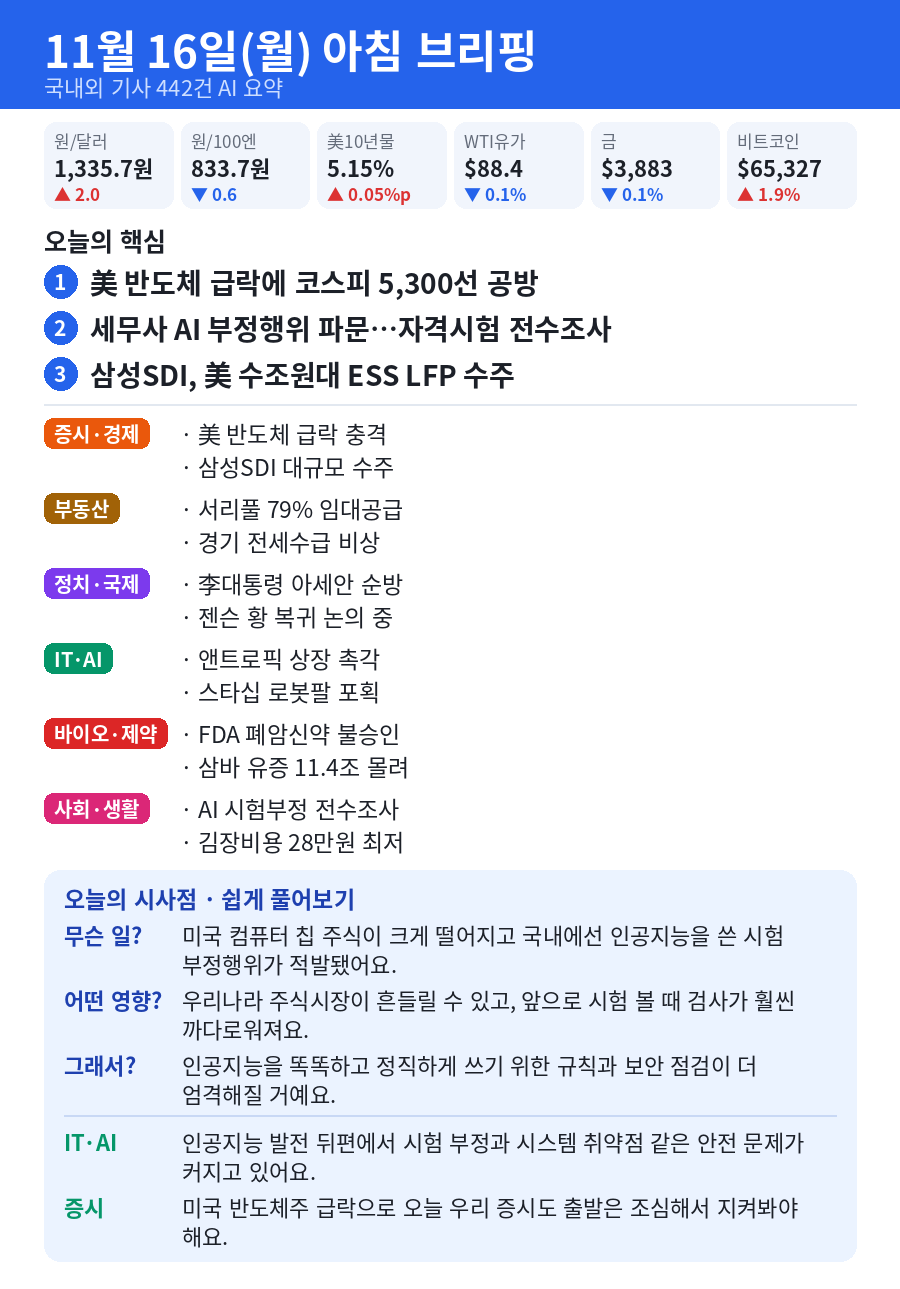 11월 16일(월) 아침 브리핑
국내외 기사 442건 AI 요약
원/달러
1,335.7원
▲ 2.0
원/100엔
833.7원
▼ 0.6
美10년물
5.15%
▲ 0.05%p
WTI유가
$88.4
▼ 0.1%
금
$3,883
▼ 0.1%
비트코인
$65,327
▲ 1.9%
오늘의 핵심
1 美 반도체 급락에 코스피 5,300선 공방
2 세무사 AI 부정행위 파문…자격시험 전수조사
3 삼성SDI, 美 수조원대 ESS LFP 수주
증시·경제 · 美 반도체 급락 충격
· 삼성SDI 대규모 수주
부동산 · 서리풀 79% 임대공급
· 경기 전세수급 비상
정치·국제 · 李대통령 아세안 순방
· 젠슨 황 복귀 논의 중
IT·AI · 앤트로픽 상장 촉각
· 스타십 로봇팔 포획
바이오·제약 · FDA 폐암신약 불승인
· 삼바 유증 11.4조 몰려
사회·생활 · AI 시험부정 전수조사
· 김장비용 28만원 최저
오늘의 시사점 · 쉽게 풀어보기
무슨 일? 미국 컴퓨터 칩 주식이 크게 떨어지고 국내에선 인공지능을 쓴 시험
부정행위가 적발됐어요.
어떤 영향? 우리나라 주식시장이 흔들릴 수 있고, 앞으로 시험 볼 때 검사가 훨씬
까다로워져요.
그래서? 인공지능을 똑똑하고 정직하게 쓰기 위한 규칙과 보안 점검이 더
엄격해질 거예요.
IT·AI 인공지능 발전 뒤편에서 시험 부정과 시스템 취약점 같은 안전 문제가
커지고 있어요.
증시 미국 반도체주 급락으로 오늘 우리 증시도 출발은 조심해서 지켜봐야
해요.